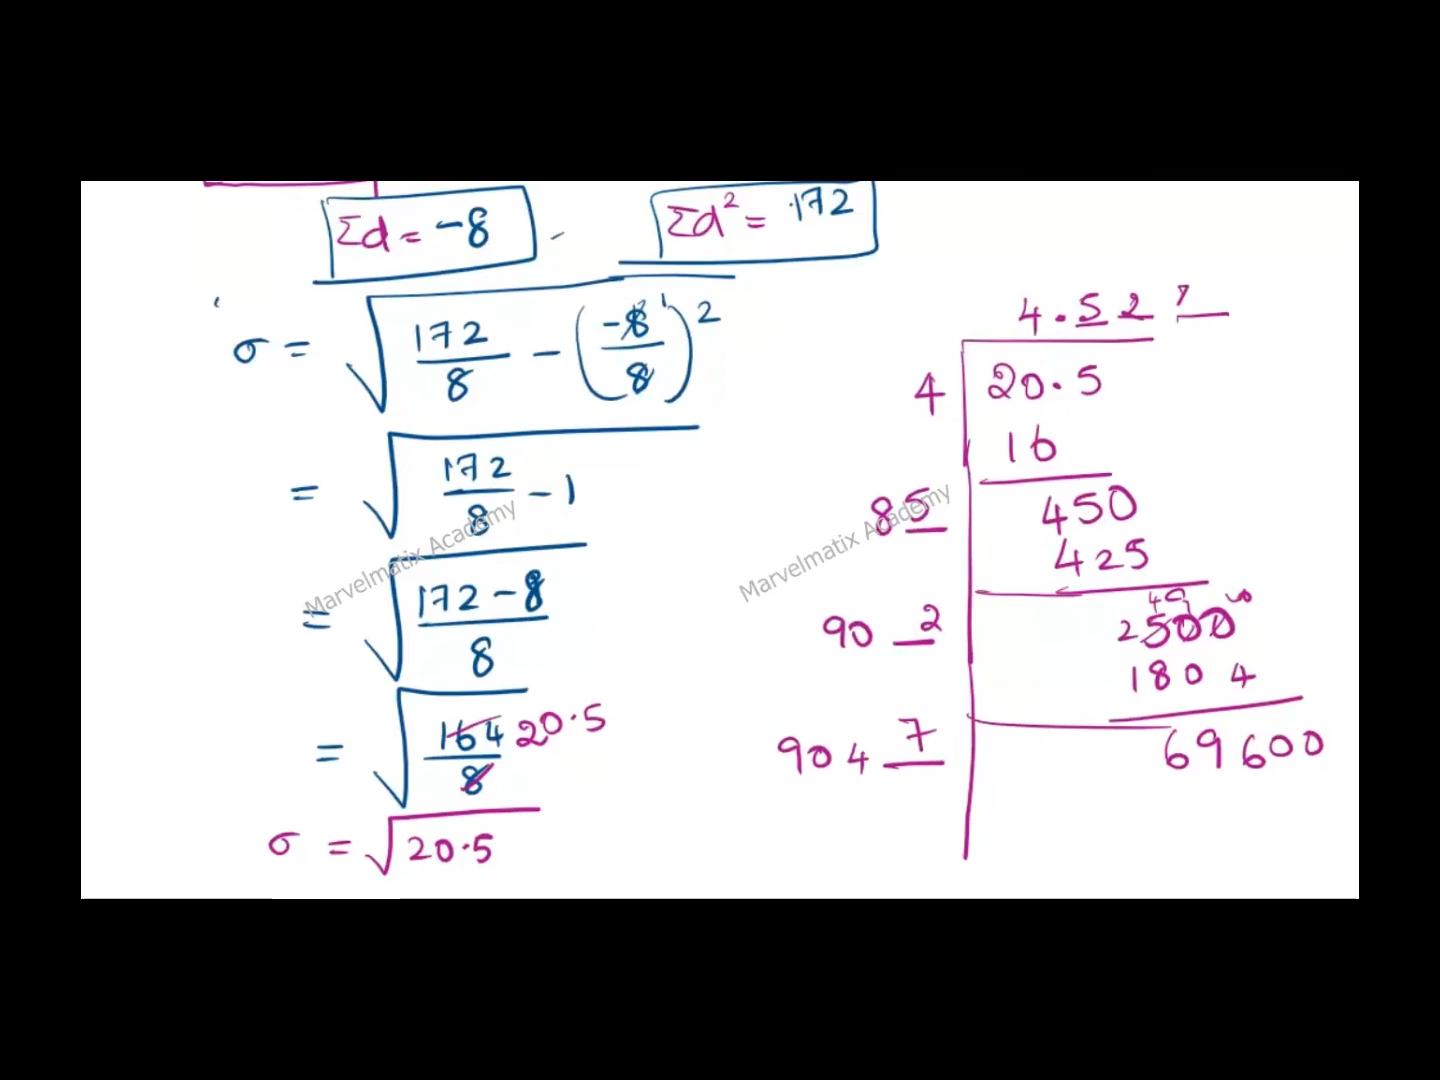 Σd = -8
Σd² = 172
σ = √(172/8 - (-8/8)²)
= √(172/8 - 1)
= √((172 - 8)/8)
= √(164/8) 20.5
σ = √20.5
4.527
4 20.5
16
85 450
425
902 2500
1804
9047 69600
Marvelmatix Academy
Marvelmatix Academy